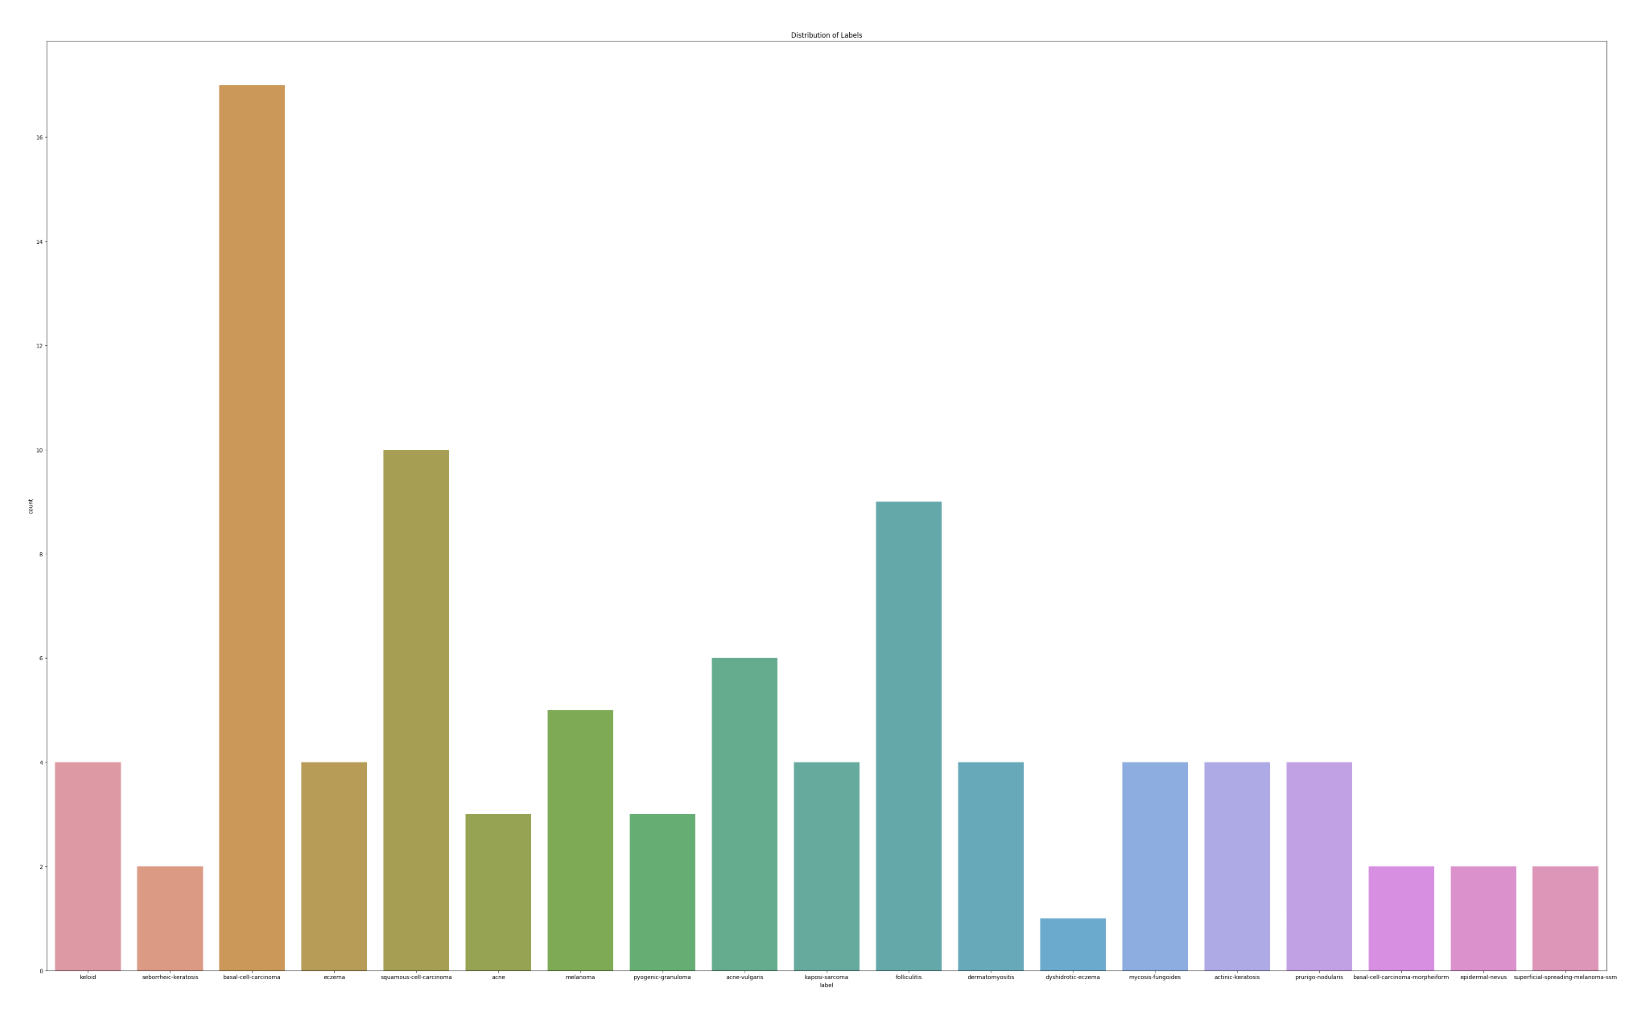 Distribution of Labels
16
14
12
10
8
6
4
2
0
count
keloid seborrheic-keratosis basal-cell-carcinoma eczema squamous-cell-carcinoma acne melanoma pyogenic-granuloma acne-vulgaris kaposi-sarcoma folliculitis dermatomyositis dyshidrotic-eczema mycosis-fungoides actinic-keratosis prurigo-nodularis basal-cell-carcinoma-morpheiform epidermal-nevus superficial-spreading-melanoma-ssm
label